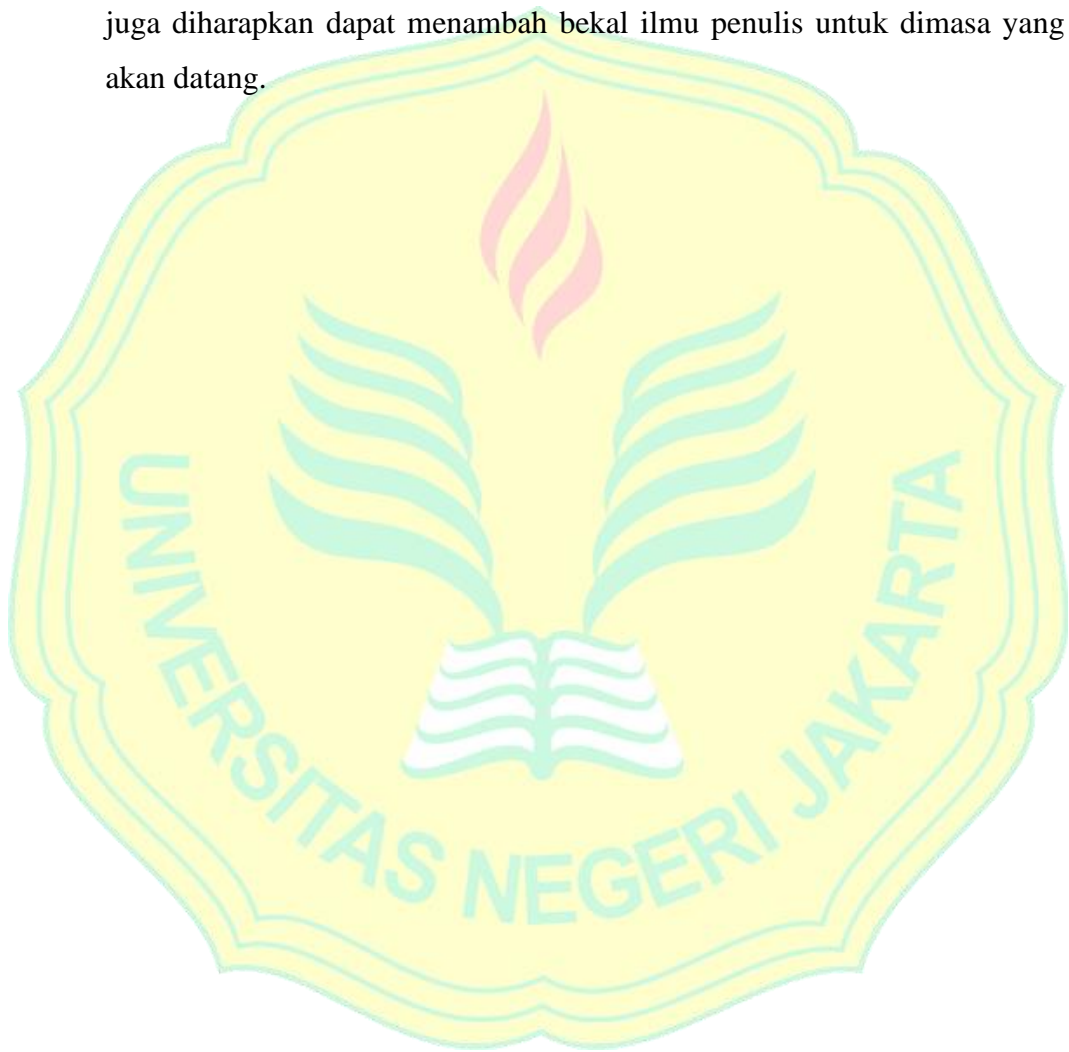 juga diharapkan dapat menambah bekal ilmu penulis untuk dimasa yang
akan datang.
UNIVERSITAS NEGERI JAKARTA